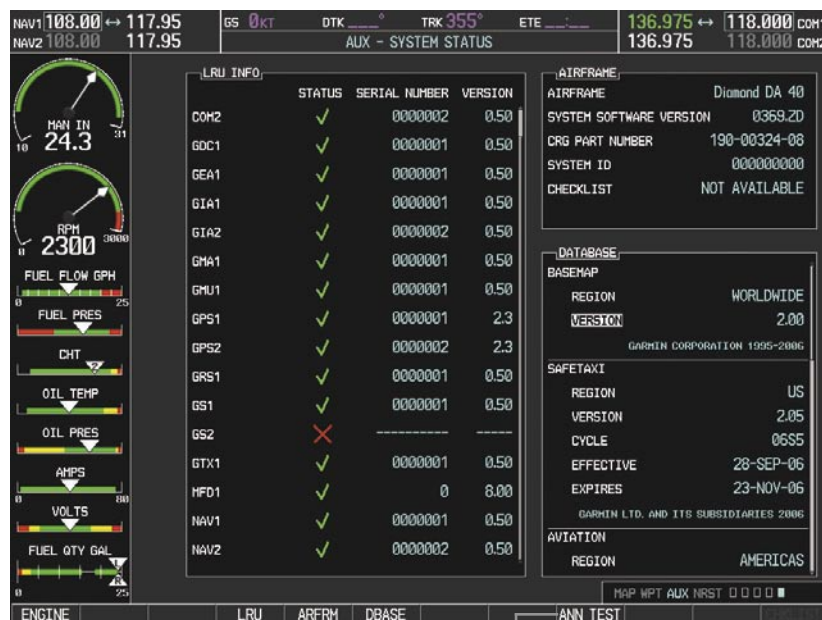 NAV1 108.00 ↔ 117.95 GS 0KT DTK ___° TRK 355° ETE __:__ 136.975 ↔ 118.000 COM1
NAV2 108.00 117.95 AUX - SYSTEM STATUS 136.975 118.000 COM2
MAN IN
10 24.3 31
RPM
0 2300 3000
FUEL FLOW GPH
0 25
FUEL PRES
CHT
2
OIL TEMP
OIL PRES
AMPS
0 80
VOLTS
FUEL QTY GAL
L
R
0 25
LRU INFO
STATUS SERIAL NUMBER VERSION
COM2 ✓ 0000002 0.50
GDC1 ✓ 0000001 0.50
GEA1 ✓ 0000001 0.50
GIA1 ✓ 0000001 0.50
GIA2 ✓ 0000002 0.50
GMA1 ✓ 0000001 0.50
GMU1 ✓ 0000001 0.50
GPS1 ✓ 0000001 2.3
GPS2 ✓ 0000002 2.3
GRS1 ✓ 0000001 0.50
GS1 ✓ 0000001 0.50
GS2 ✗ ---------- -----
GTX1 ✓ 0000001 0.50
MFD1 ✓ 0 8.00
NAV1 ✓ 0000001 0.50
NAV2 ✓ 0000002 0.50
AIRFRAME
AIRFRAME Diamond DA 40
SYSTEM SOFTWARE VERSION 0369.2D
CRG PART NUMBER 190-00324-08
SYSTEM ID 000000000
CHECKLIST NOT AVAILABLE
DATABASE
BASEMAP
REGION WORLDWIDE
VERSION 2.00
GARMIN CORPORATION 1995-2006
SAFETAXI
REGION US
VERSION 2.05
CYCLE 06S5
EFFECTIVE 28-SEP-06
EXPIRES 23-NOV-06
GARMIN LTD. AND ITS SUBSIDIARIES 2006
AVIATION
REGION AMERICAS
MAP WPT AUX NRST
ENGINE LRU ARFRM DBASE ANN TEST